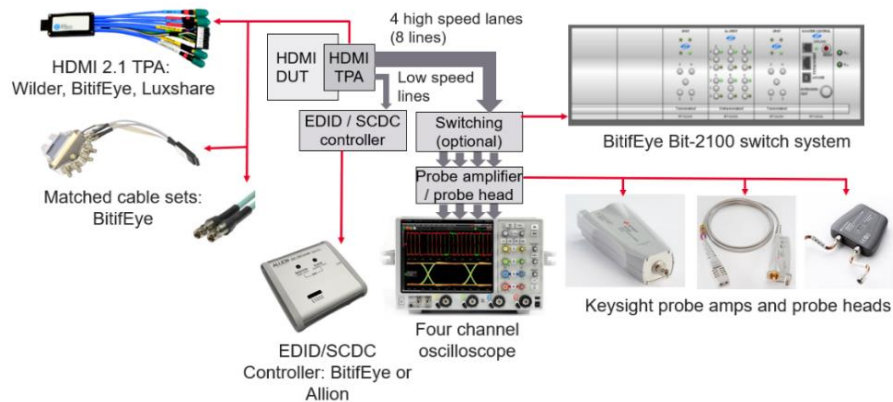 4 high speed lanes
(8 lines)
HDMI
DUT
HDMI
TPA
HDMI 2.1 TPA:
Wilder, BitifEye, Luxshare
Low speed
lines
EDID / SCDC
controller
Switching
(optional)
BitifEye Bit-2100 switch system
Probe amplifier
/ probe head
Matched cable sets:
BitifEye
Keysight probe amps and probe heads
Four channel
oscilloscope
EDID/SCDC
Controller: BitifEye or
Allion